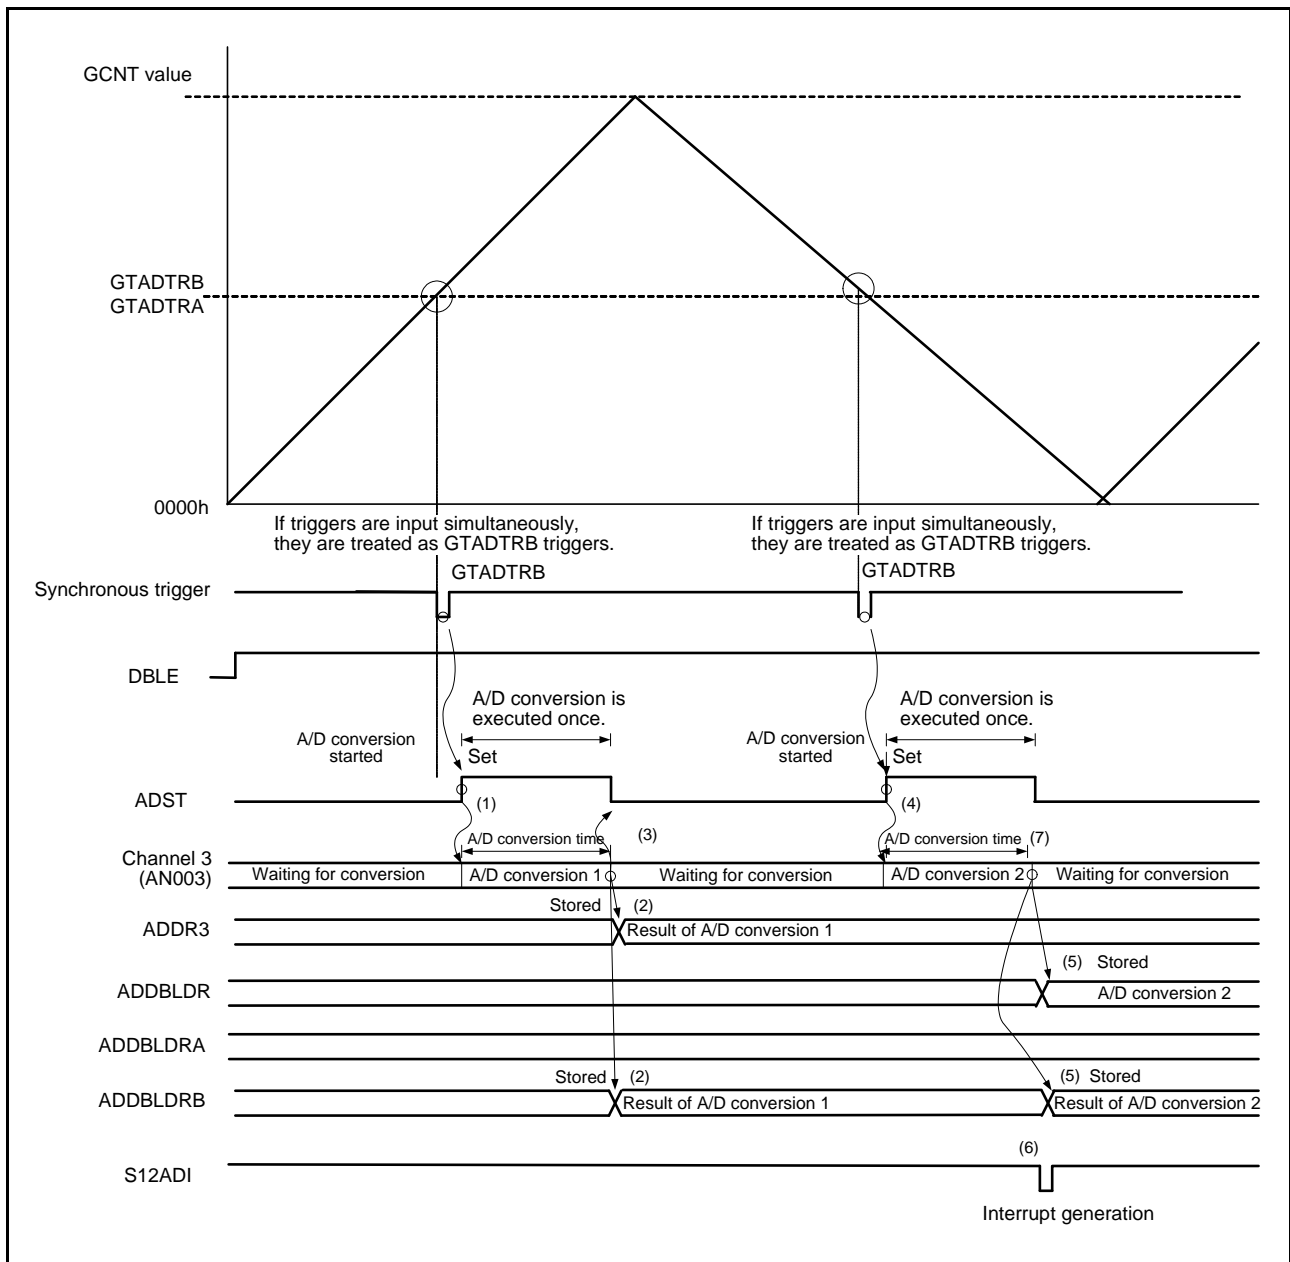 GCNT value
GTADTRB
GTADTRA
0000h
If triggers are input simultaneously,
they are treated as GTADTRB triggers.
If triggers are input simultaneously,
they are treated as GTADTRB triggers.
GTADTRB
GTADTRB
Synchronous trigger
DBLE
A/D conversion is
executed once.
A/D conversion is
executed once.
A/D conversion
started
Set
A/D conversion
started
Set
ADST
(1)
(4)
(3)
A/D conversion time
A/D conversion time
(7)
Channel 3
(AN003)
Waiting for conversion
A/D conversion 1
Waiting for conversion
A/D conversion 2
Waiting for conversion
Stored
(2)
ADDR3
Result of A/D conversion 1
(5) Stored
ADDBLDR
A/D conversion 2
ADDBLDRA
Stored
(2)
(5) Stored
ADDBLDRB
Result of A/D conversion 1
Result of A/D conversion 2
(6)
S12ADI
Interrupt generation